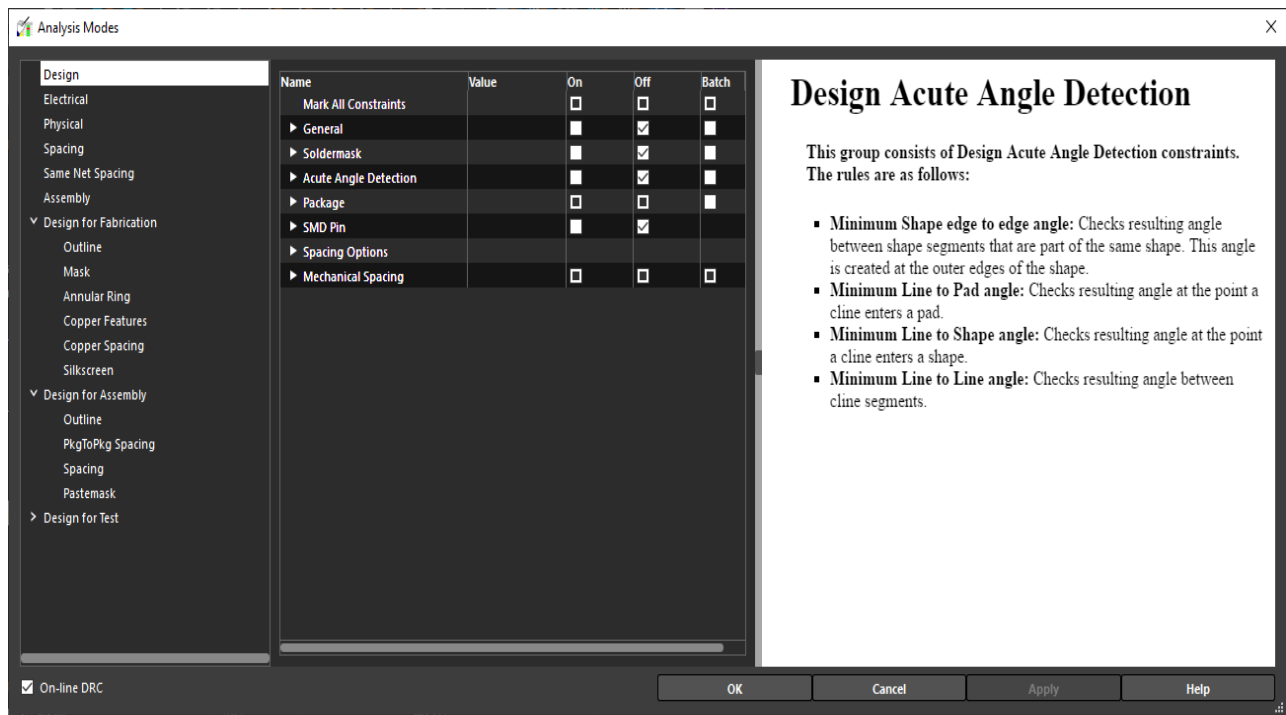 Analysis Modes
X
Design
Electrical
Physical
Spacing
Same Net Spacing
Assembly
Design for Fabrication
Outline
Mask
Annular Ring
Copper Features
Copper Spacing
Silkscreen
Design for Assembly
Outline
PkgToPkg Spacing
Spacing
Pastemask
Design for Test
Name Value On Off Batch
Mark All Constraints
General
Soldermask
Acute Angle Detection
Package
SMD Pin
Spacing Options
Mechanical Spacing
Design Acute Angle Detection
This group consists of Design Acute Angle Detection constraints.
The rules are as follows:
Minimum Shape edge to edge angle: Checks resulting angle
between shape segments that are part of the same shape. This angle
is created at the outer edges of the shape.
Minimum Line to Pad angle: Checks resulting angle at the point a
cline enters a pad.
Minimum Line to Shape angle: Checks resulting angle at the point
a cline enters a shape.
Minimum Line to Line angle: Checks resulting angle between
cline segments.
On-line DRC
OK Cancel Apply Help